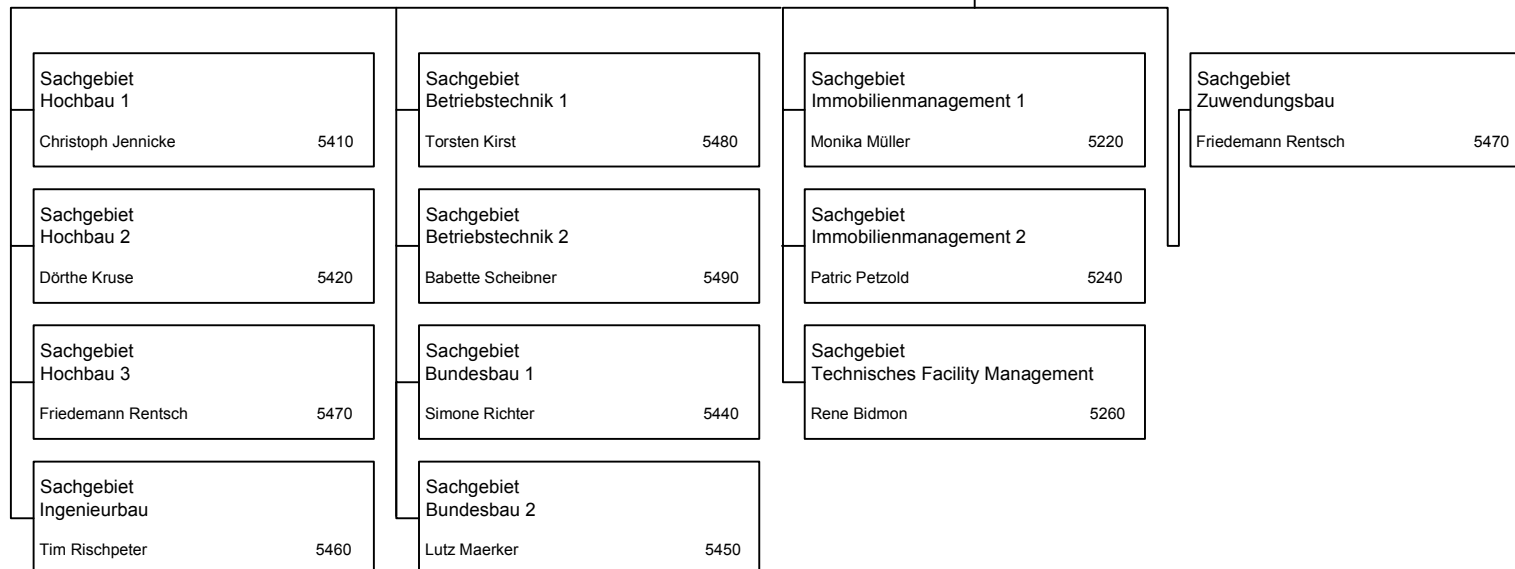 Sachgebiet
Hochbau 1
Christoph Jennicke 5410
Sachgebiet
Hochbau 2
Dörthe Kruse 5420
Sachgebiet
Hochbau 3
Friedemann Rentsch 5470
Sachgebiet
Ingenieurbau
Tim Rischpeter 5460
Sachgebiet
Betriebstechnik 1
Torsten Kirst 5480
Sachgebiet
Betriebstechnik 2
Babette Scheibner 5490
Sachgebiet
Bundesbau 1
Simone Richter 5440
Sachgebiet
Bundesbau 2
Lutz Maerker 5450
Sachgebiet
Immobilienmanagement 1
Monika Müller 5220
Sachgebiet
Immobilienmanagement 2
Patric Petzold 5240
Sachgebiet
Technisches Facility Management
Rene Bidmon 5260
Sachgebiet
Zuwendungsbau
Friedemann Rentsch 5470